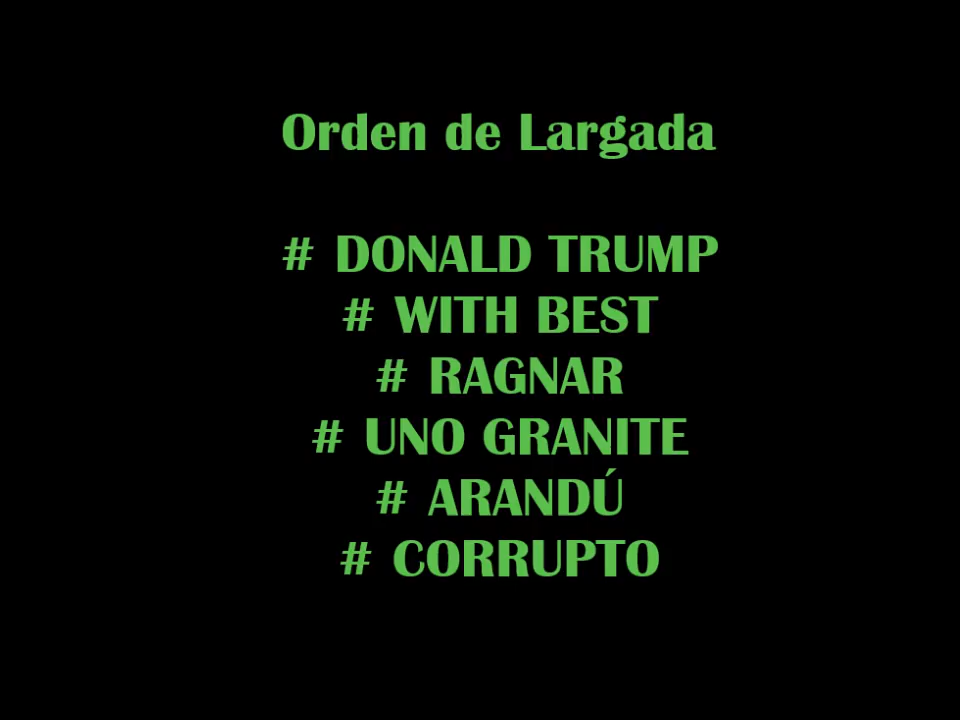 Orden de Largada
# DONALD TRUMP
# WITH BEST
# RAGNAR
# UNO GRANITE
# ARANDÚ
# CORRUPTO